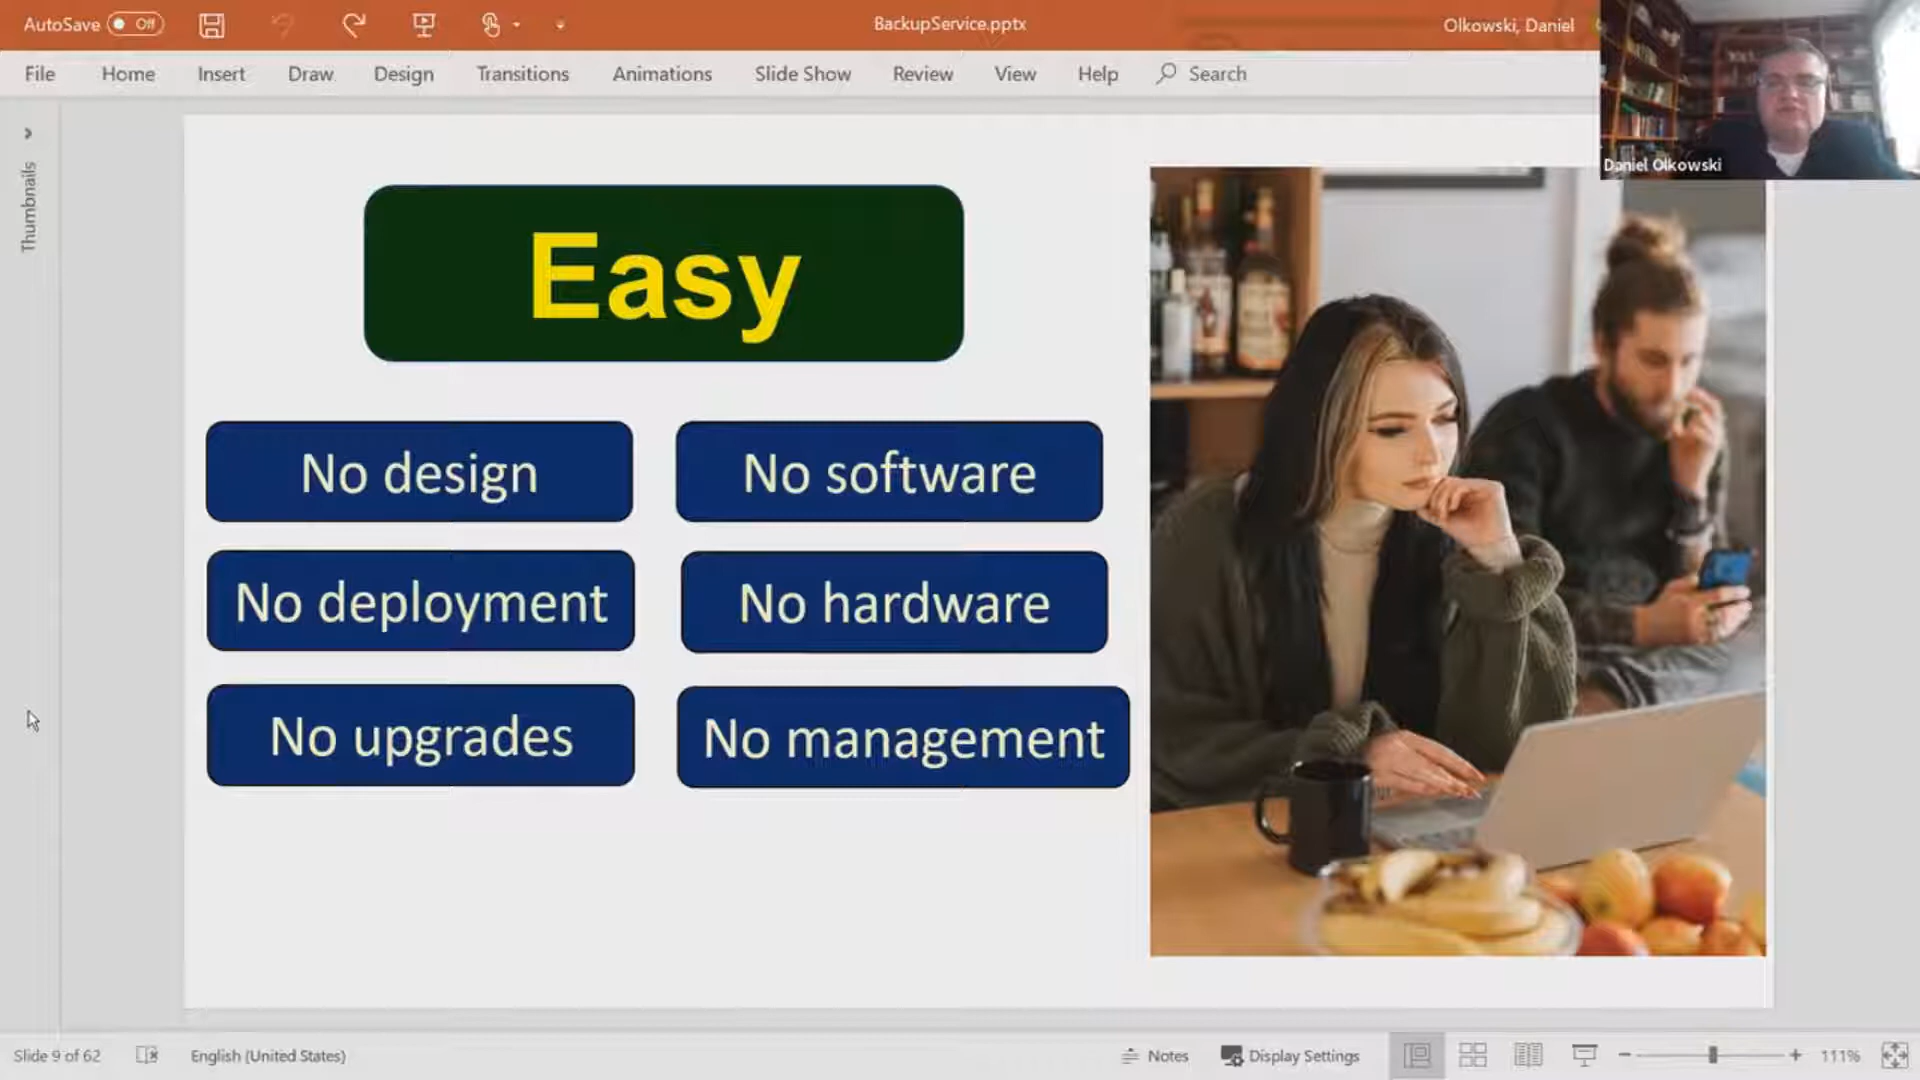 AutoSave Off BackupService.pptx Olkowski, Daniel
File Home Insert Draw Design Transitions Animations Slide Show Review View Help Search
Daniel Olkowski
Thumbnails
Easy
No design No software
No deployment No hardware
No upgrades No management
Slide 9 of 62 English (United States) Notes Display Settings 111%